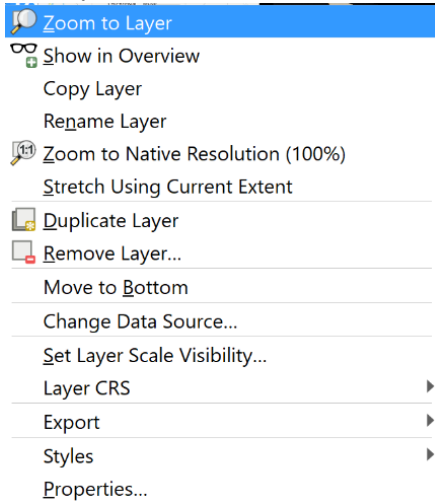 Zoom to Layer
Show in Overview
Copy Layer
Rename Layer
1:1 Zoom to Native Resolution (100%)
Stretch Using Current Extent
Duplicate Layer
Remove Layer...
Move to Bottom
Change Data Source...
Set Layer Scale Visibility...
Layer CRS
Export
Styles
Properties...